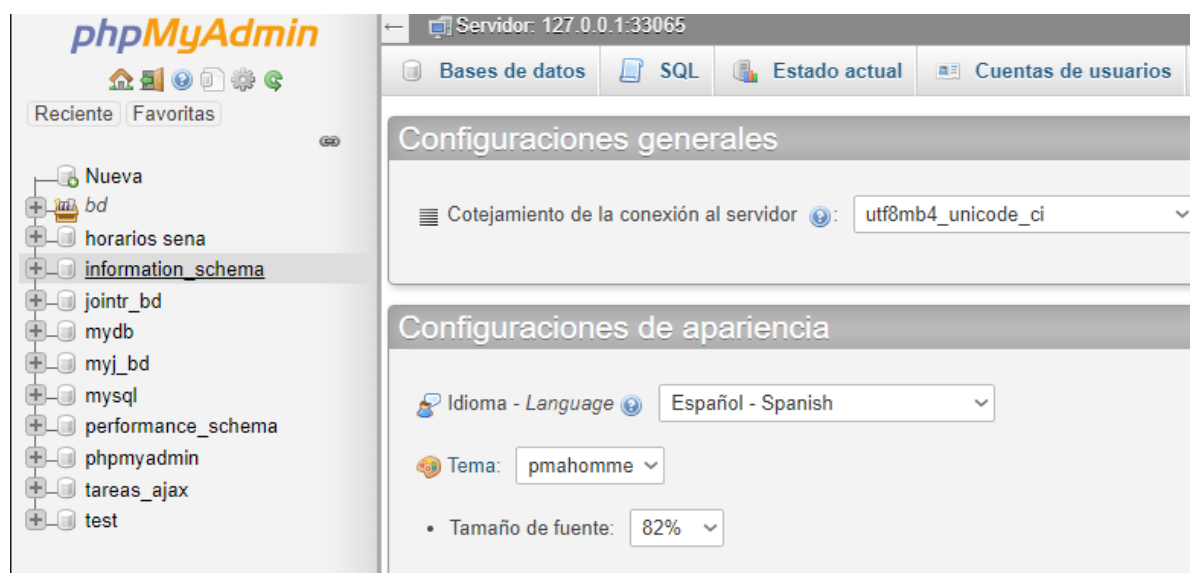 phpMyAdmin
Reciente Favoritas
Nueva
bd
horarios sena
information_schema
jointr_bd
mydb
myj_bd
mysql
performance_schema
phpmyadmin
tareas_ajax
test
Servidor: 127.0.0.1:33065
Bases de datos SQL Estado actual Cuentas de usuarios
Configuraciones generales
Cotejamiento de la conexión al servidor : utf8mb4_unicode_ci
Configuraciones de apariencia
Idioma - Language Español - Spanish
Tema: pmahomme
• Tamaño de fuente: 82%